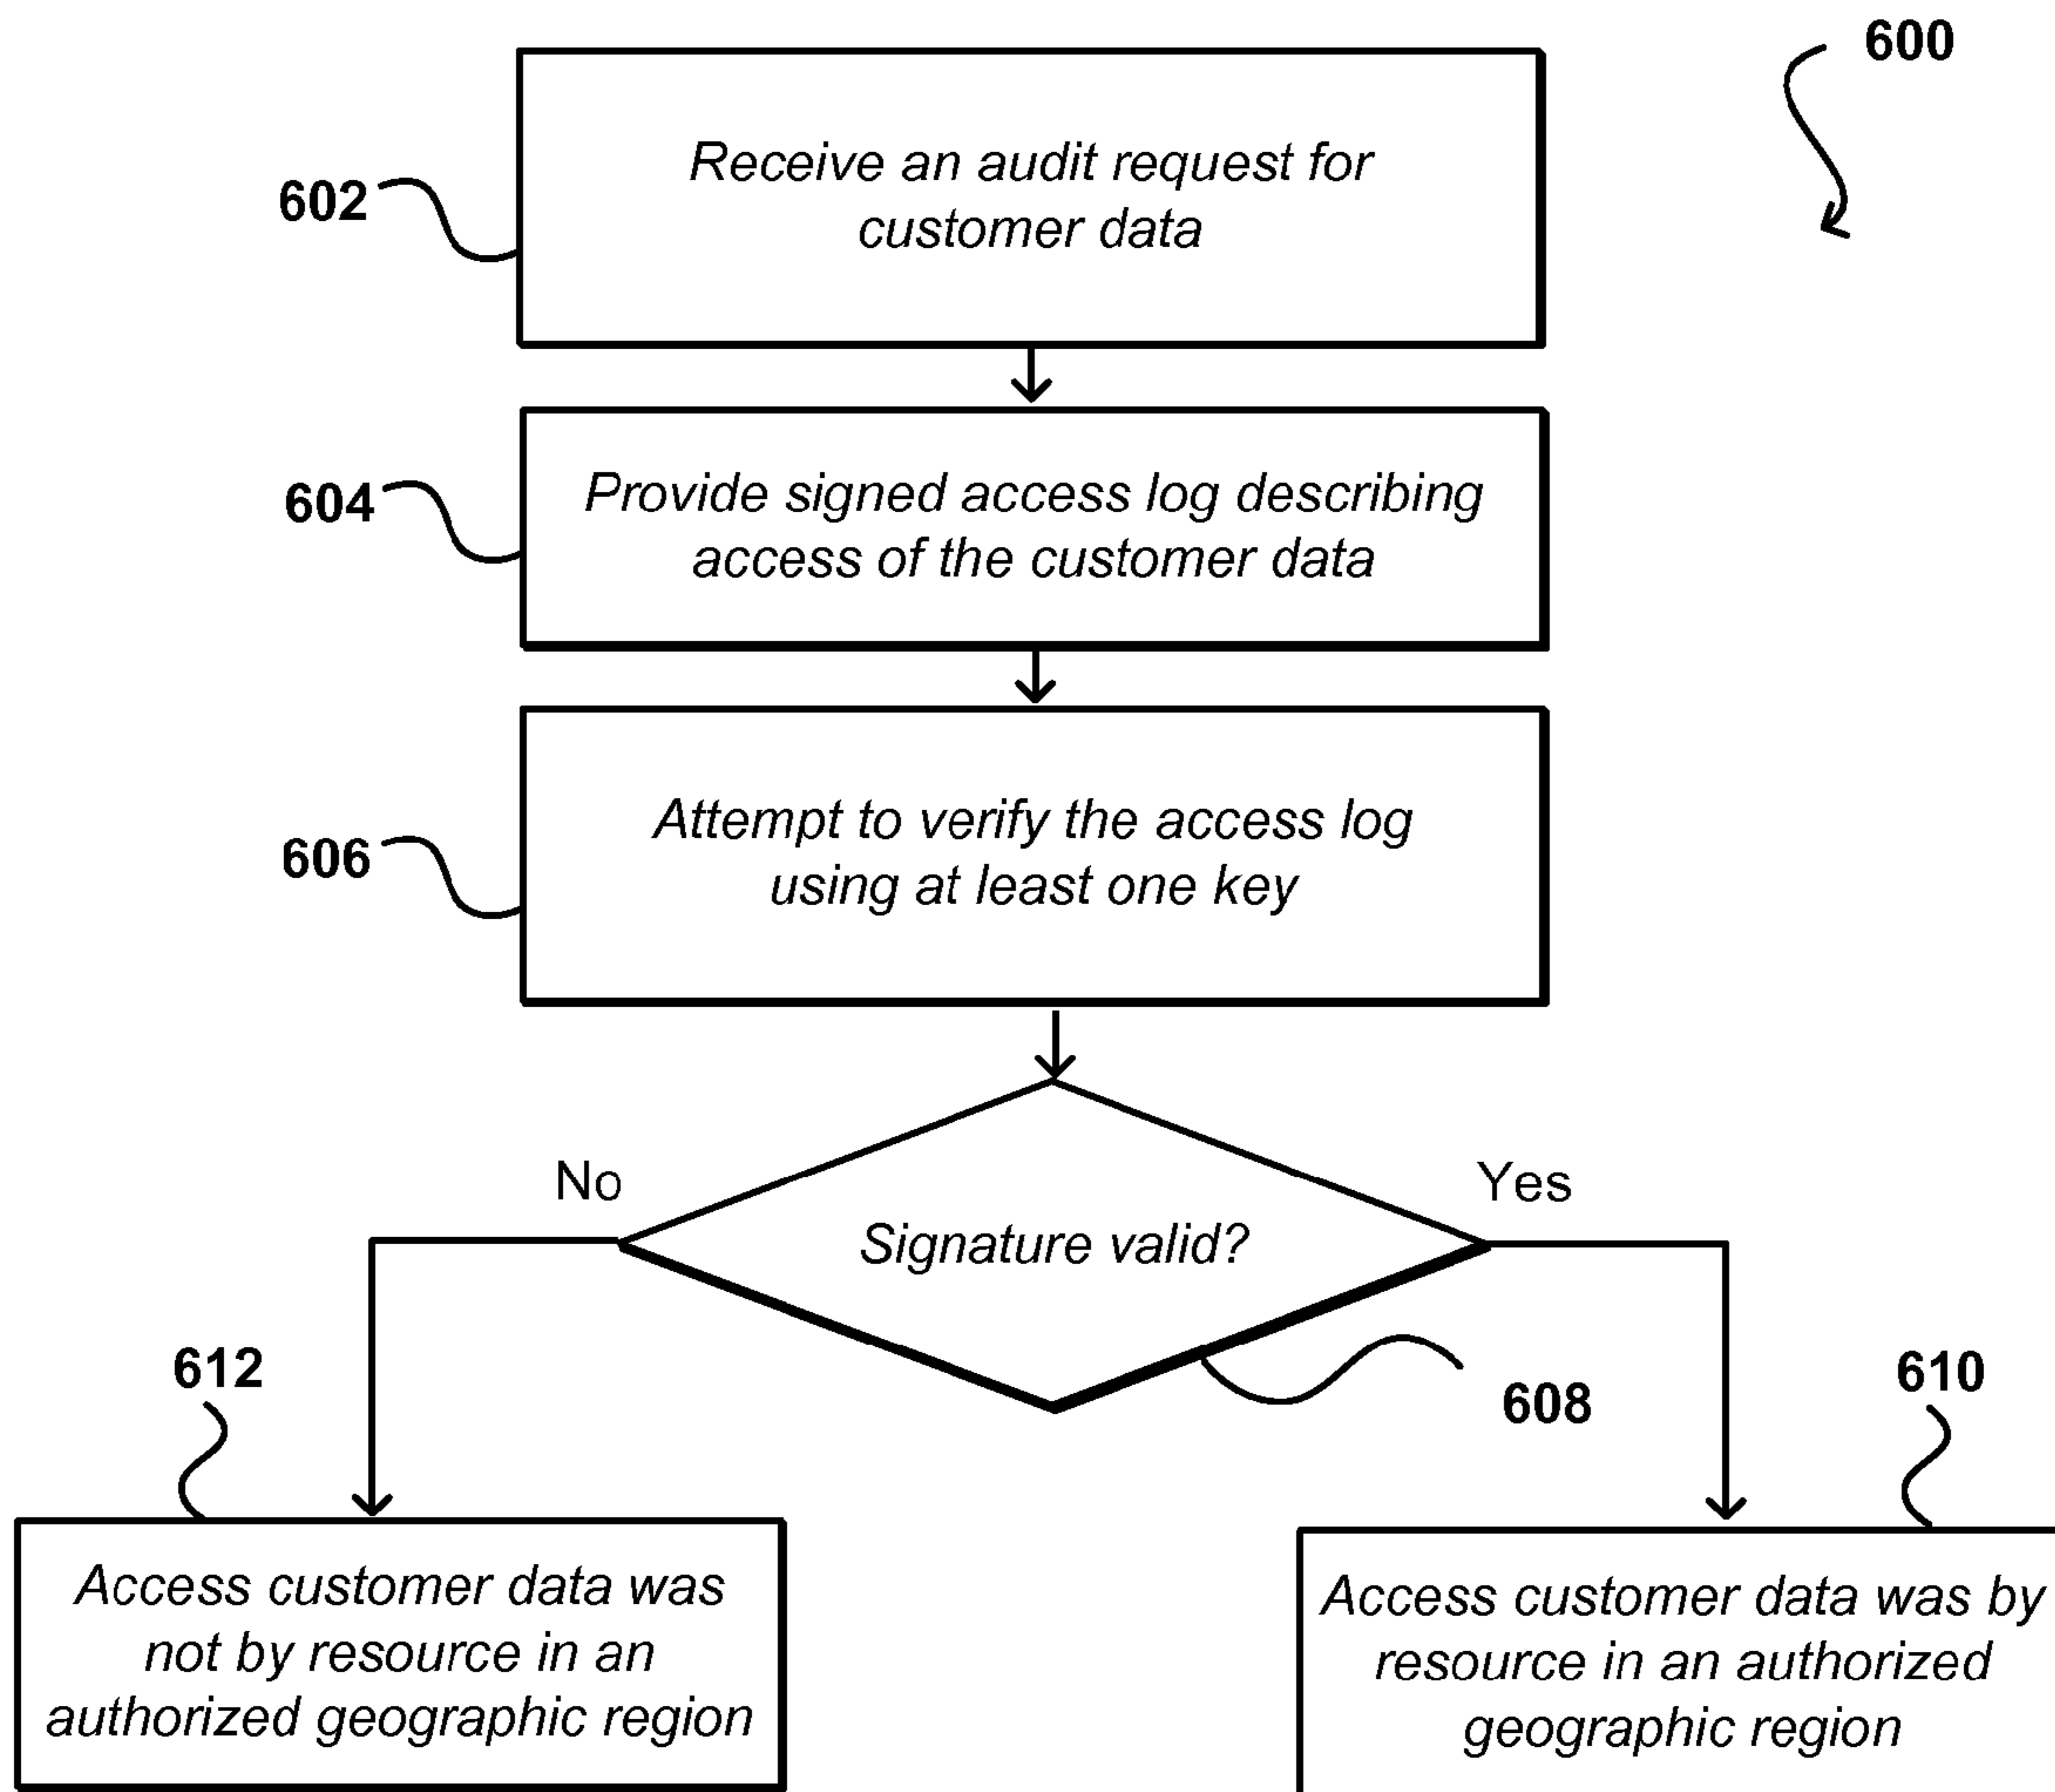 600
Receive an audit request for
customer data
602
Provide signed access log describing
access of the customer data
604
Attempt to verify the access log
using at least one key
606
No
Yes
Signature valid?
608
612
610
Access customer data was
not by resource in an
authorized geographic region
Access customer data was by
resource in an authorized
geographic region